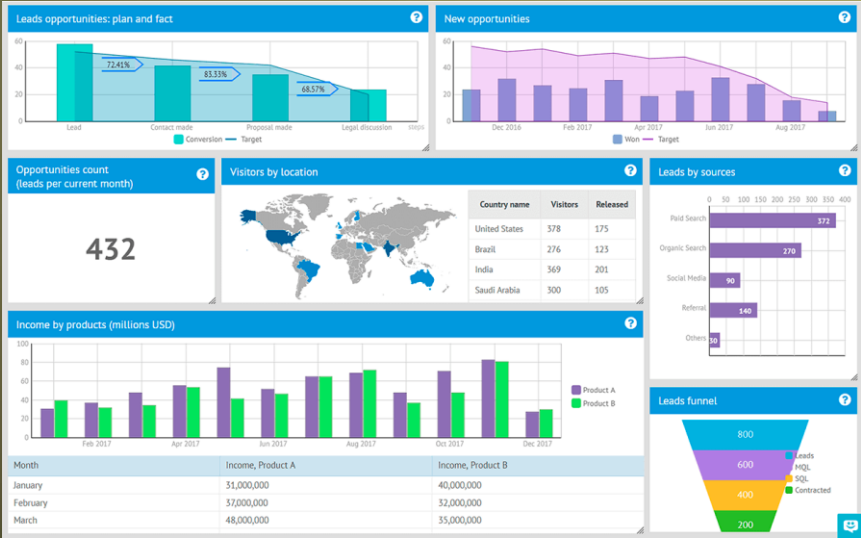 Leads opportunities: plan and fact
?
60
40
20
0
72.41%
83.33%
68.57%
Lead
Contact made
Proposal made
Legal discussion
steps
Conversion
Target
New opportunities
?
60
40
20
0
Dec 2016
Feb 2017
Apr 2017
Jun 2017
Aug 2017
Won
Target
Opportunities count
(leads per current month)
?
432
Visitors by location
?
Country name Visitors Released
United States 378 175
Brazil 276 123
India 369 201
Saudi Arabia 300 105
Leads by sources
?
0 50 100 150 200 250 300 350 400
Paid Search 372
Organic Search 270
Social Media 90
Referral 140
Others 30
Income by products (millions USD)
?
100
80
60
40
20
0
Feb 2017
Apr 2017
Jun 2017
Aug 2017
Oct 2017
Dec 2017
Product A
Product B
Month Income, Product A Income, Product B
January 31,000,000 40,000,000
February 37,000,000 32,000,000
March 48,000,000 35,000,000
Leads funnel
?
800
600
400
200
Leads
MQL
SQL
Contracted